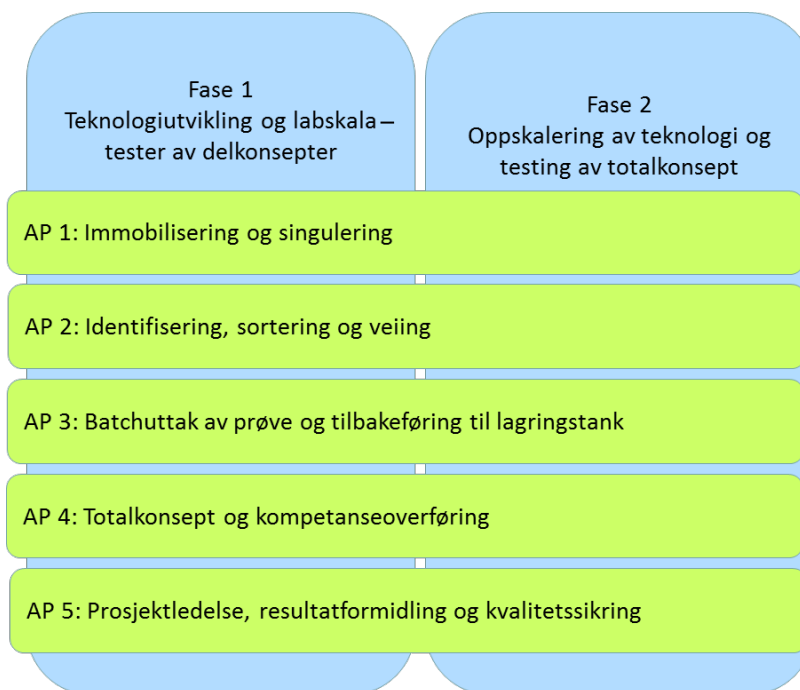 Fase 1
Teknologiutvikling og labskala –
tester av delkonsepter
Fase 2
Oppskalering av teknologi og
testing av totalkonsept
AP 1: Immobilisering og singulering
AP 2: Identifisering, sortering og veiing
AP 3: Batchuttak av prøve og tilbakeføring til lagringstank
AP 4: Totalkonsept og kompetanseoverføring
AP 5: Prosjektledelse, resultatformidling og kvalitetssikring